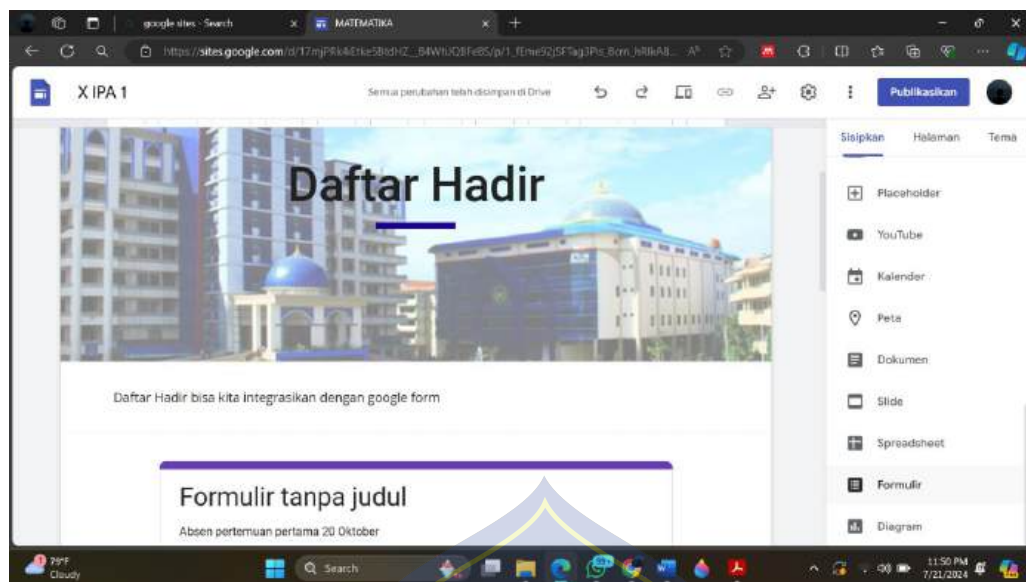 google sites - Search
MATEMATIKA
X IPA 1
Semua perubahan telah disimpan di Drive
Publikasikan
Sisipkan Halaman Tema
Daftar Hadir
Placeholder
YouTube
Kalender
Peta
Dokumen
Slide
Spreadsheet
Formulir
Diagram
Daftar Hadir bisa kita integrasikan dengan google form
Formulir tanpa judul
Absen pertemuan pertama 20 Oktober
79°F
Cloudy
Search
11:50 PM
7/21/2024